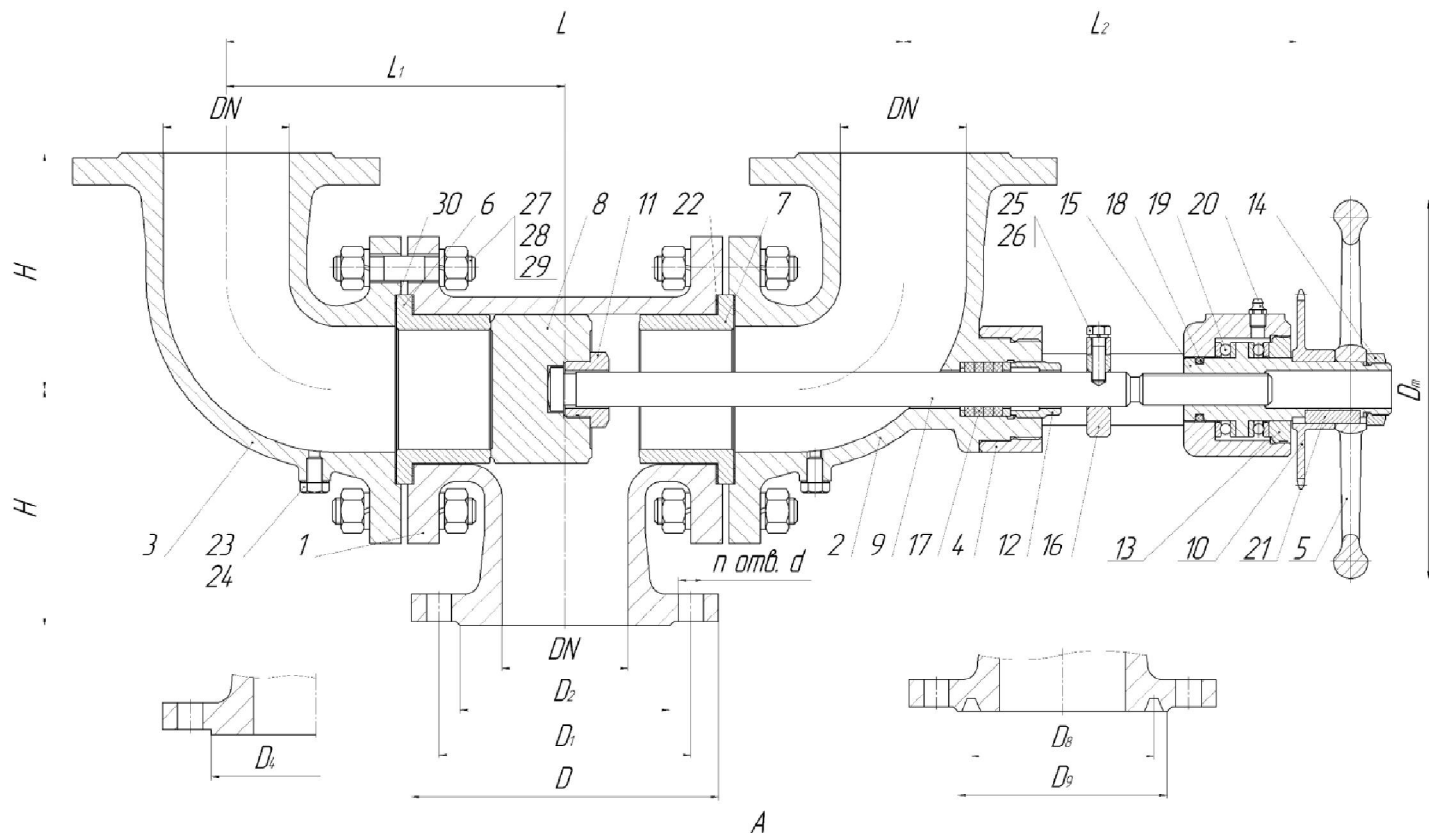 L L₂
L₁
DN DN
30 6 27 8 11 22 7 25 15 18 19 20 14
28 26
29
H
Dₘ
H
3 23 1 2 9 17 4 12 16 13 10 21 5
24
n отв. d
DN
D₂
D₄ D₁ D₈
D D₉
A